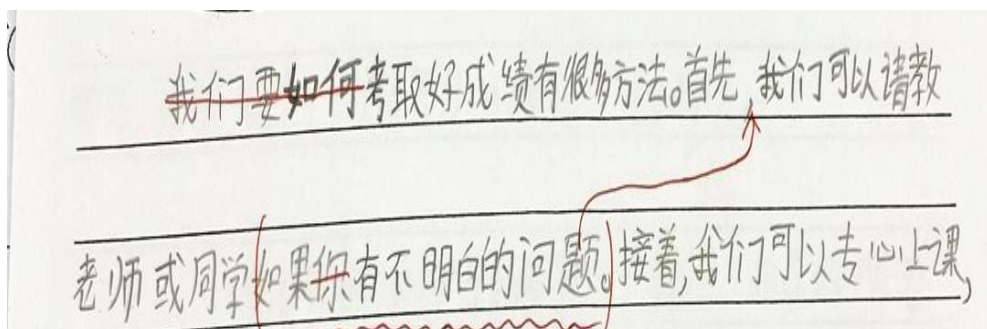 我们要如何考取好成绩有很多方法。首先,我们可以请教
老师或同学(如果你有不明白的问题。)接着,我们可以专心上课,